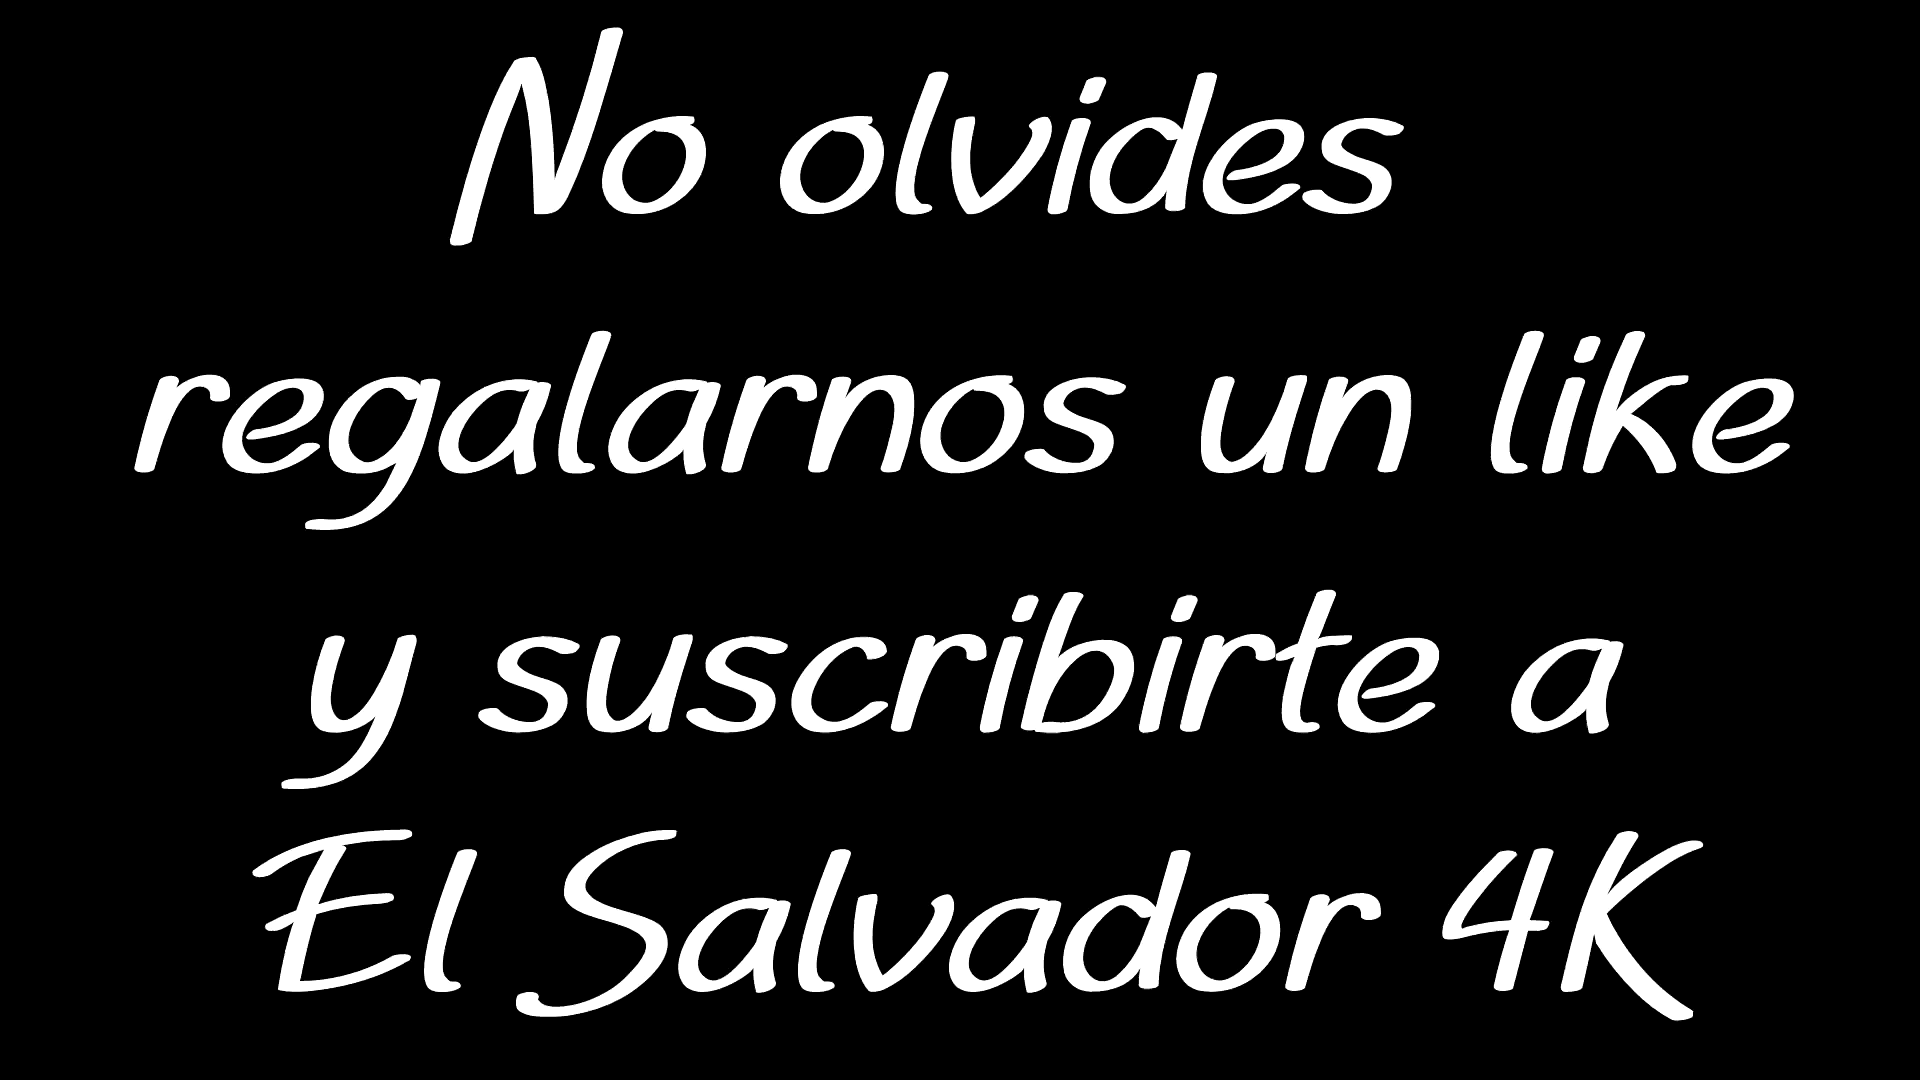 No olvides
regalarnos un like
y suscribirte a
El Salvador 4K